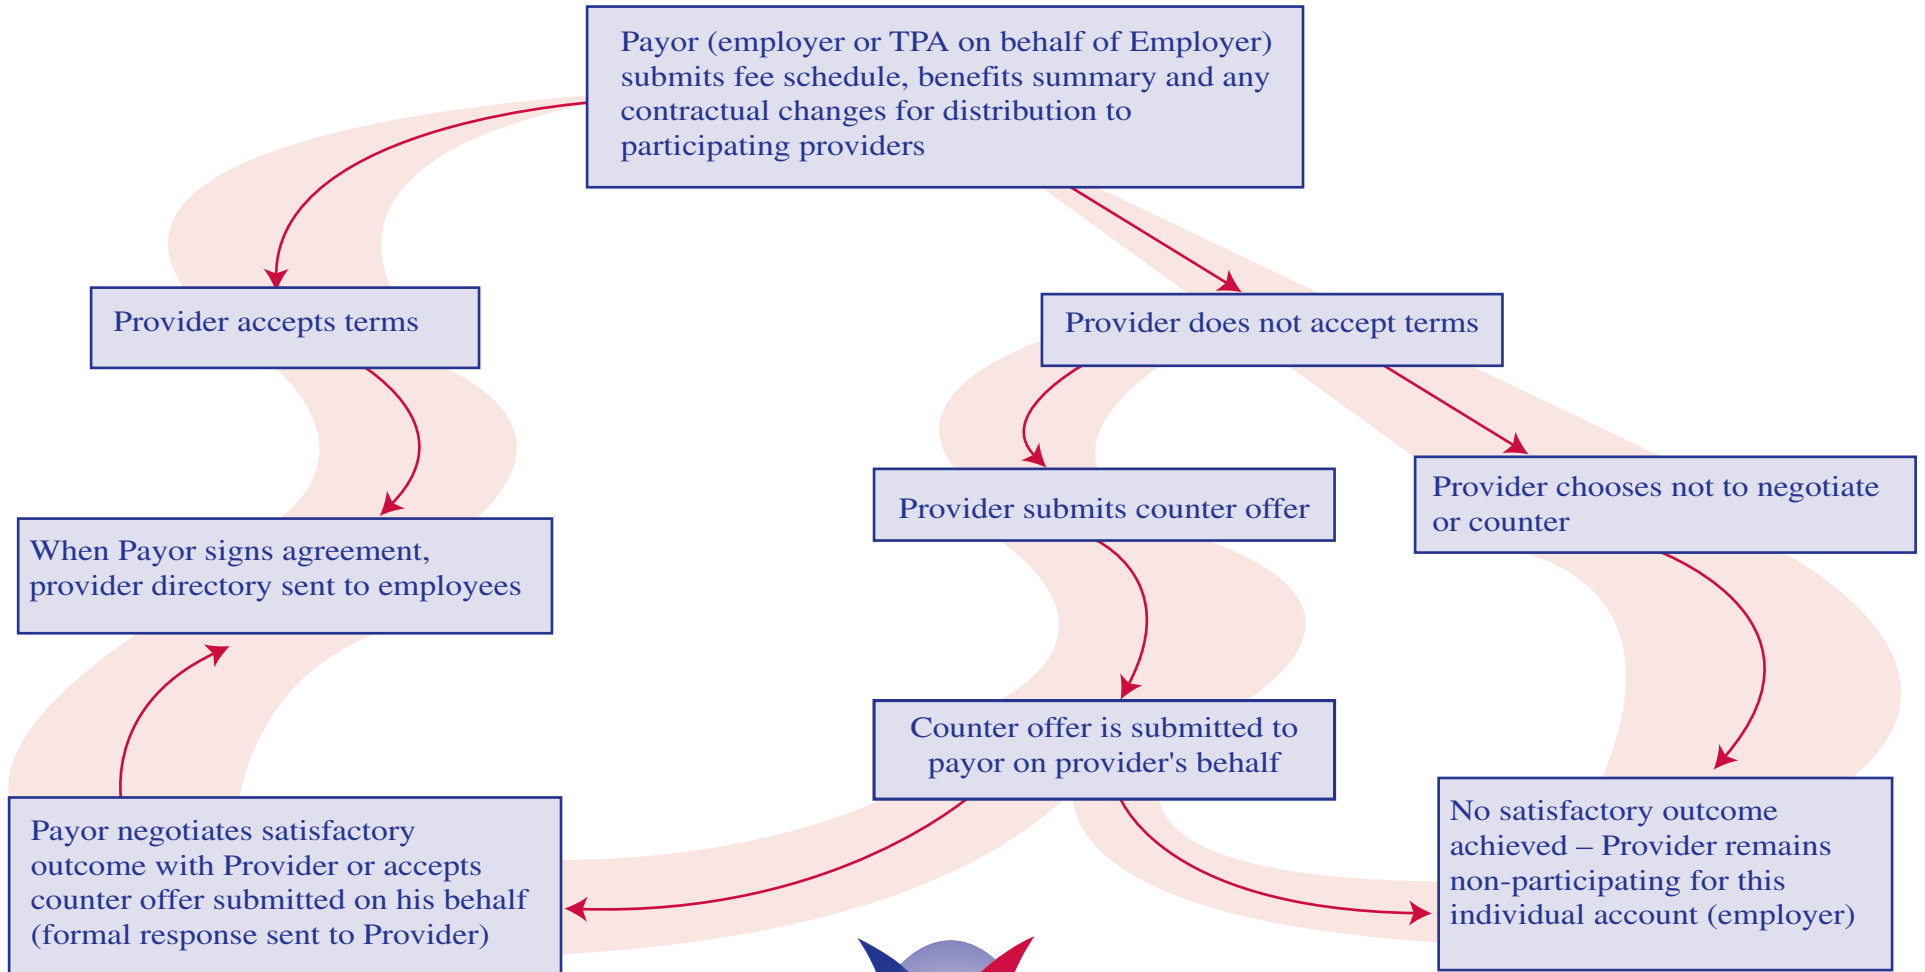 Payor (employer or TPA on behalf of Employer)
submits fee schedule, benefits summary and any
contractual changes for distribution to
participating providers
Provider accepts terms
Provider does not accept terms
Provider submits counter offer
Provider chooses not to negotiate
or counter
When Payor signs agreement,
provider directory sent to employees
Counter offer is submitted to
payor on provider's behalf
Payor negotiates satisfactory
outcome with Provider or accepts
counter offer submitted on his behalf
(formal response sent to Provider)
No satisfactory outcome
achieved – Provider remains
non-participating for this
individual account (employer)